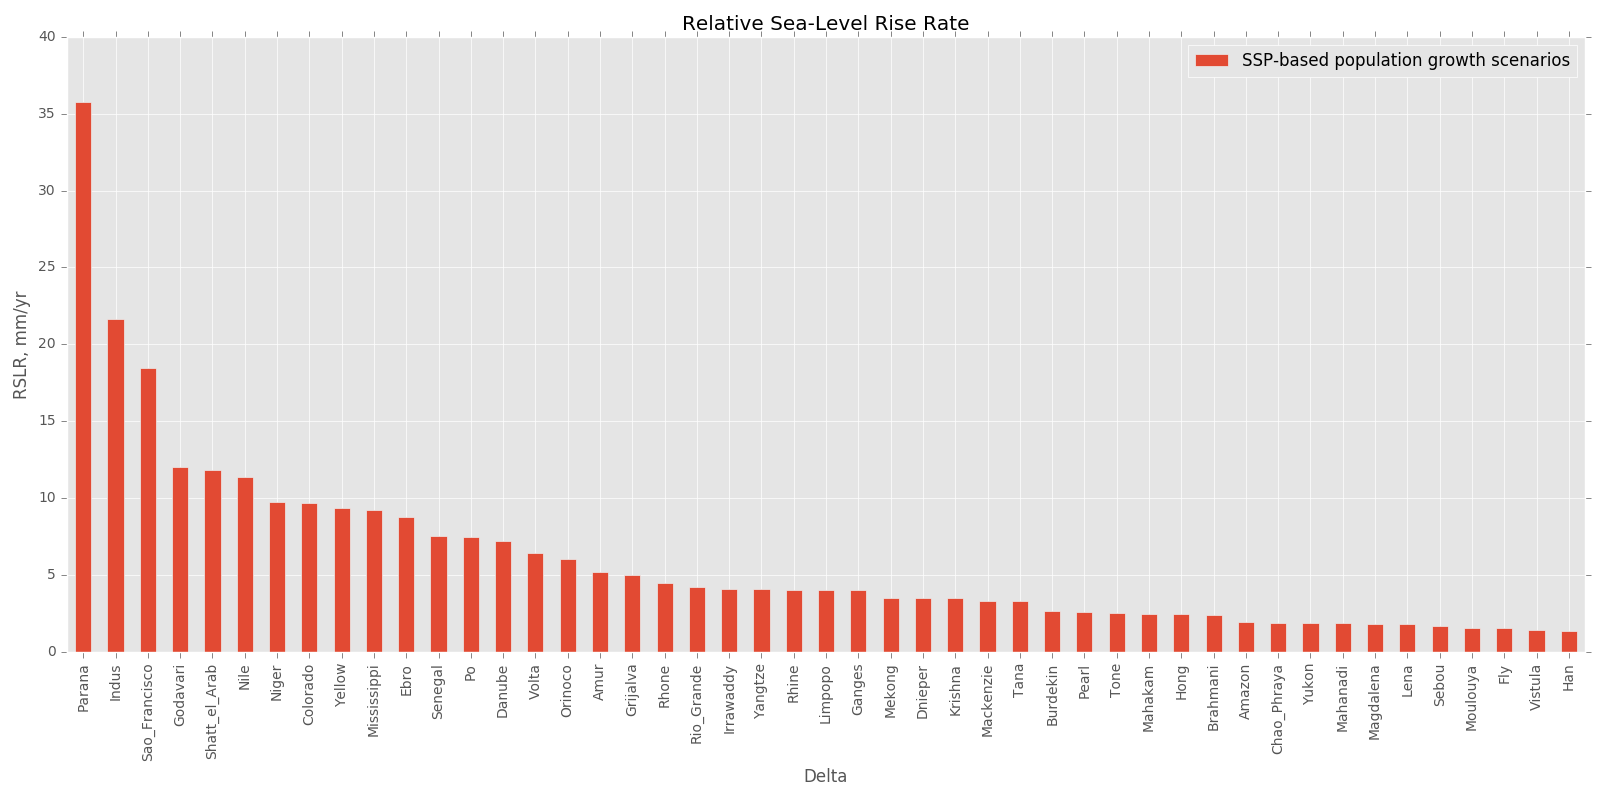 Relative Sea-Level Rise Rate
SSP-based population growth scenarios
RSLR, mm/yr
40
35
30
25
20
15
10
5
0
Parana
Indus
Sao_Francisco
Godavari
Shatt_el_Arab
Nile
Niger
Colorado
Yellow
Mississippi
Ebro
Senegal
Po
Danube
Volta
Orinoco
Amur
Grijalva
Rhone
Rio_Grande
Irrawaddy
Yangtze
Rhine
Limpopo
Ganges
Mekong
Dnieper
Krishna
Mackenzie
Tana
Burdekin
Pearl
Tone
Mahakam
Hong
Brahmani
Amazon
Chao_Phraya
Yukon
Mahanadi
Magdalena
Lena
Sebou
Moulouya
Fly
Vistula
Han
Delta